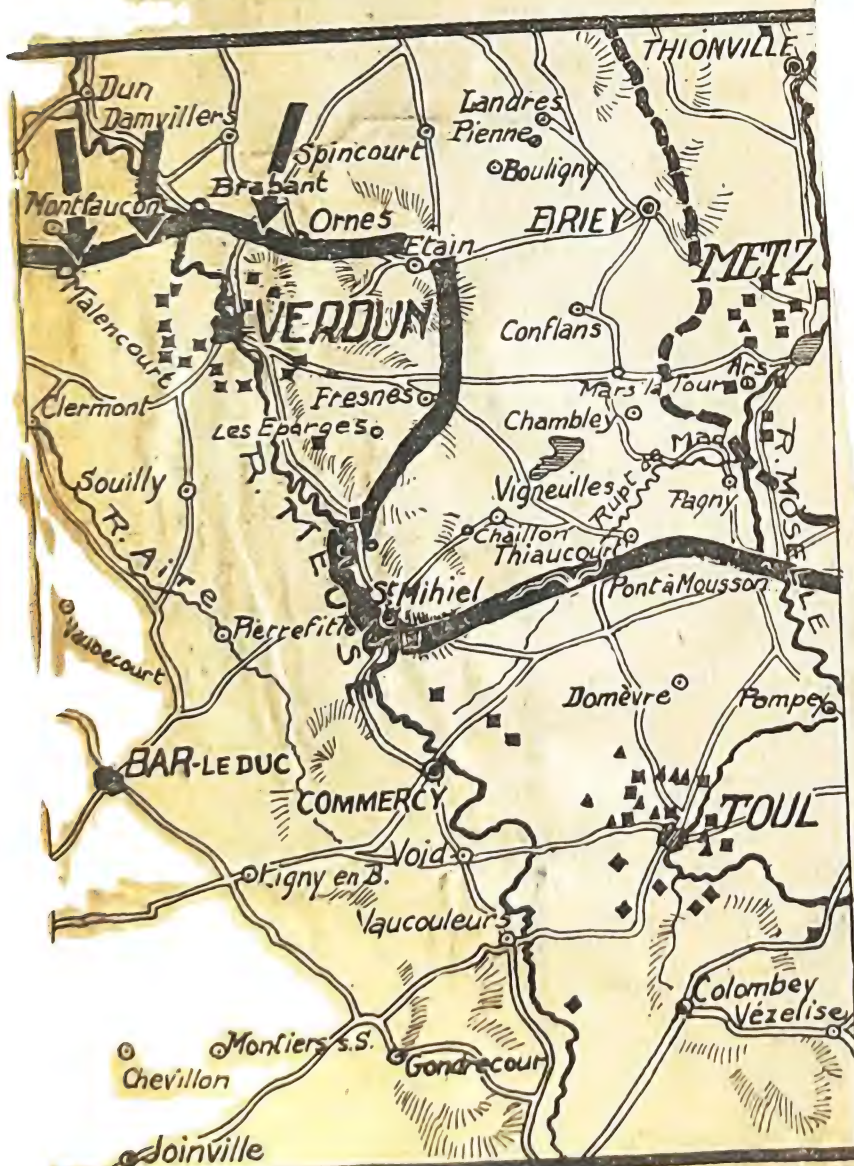 THIONVILLE
Dun
Damvillers
Landres
Pienne
Spincourt
Bouligny
Brabant
Montfaucon
Ornes
BRIEY
Etain
METZ
Malencourt
VERDUN
Conflans
Ars
Mars la Tour
Clermont
Fresnes
Chambley
Les Eparges
Mad
R. MOSELLE
Souilly
Vigneulles
Rupt
Pagny
R. MEUSE
Chaillon
Thiaucourt
R. Aire
St Mihiel
Pont à Mousson
Vaubecourt
Pierrefitte
Domèvre
Pompey
BAR-LE DUC
COMMERCY
TOUL
Void
Ligny en B.
Vaucouleurs
Colombey
Vézelise
Montiers s.S.
Chevillon
Gondrecour
Joinville